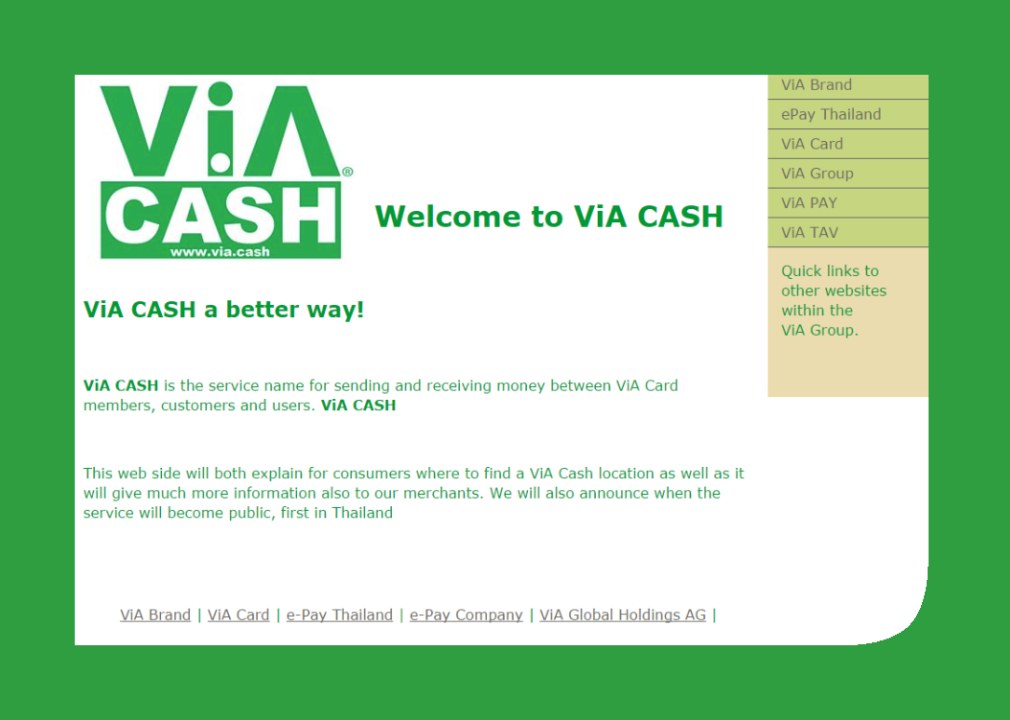 ViA®
CASH
www.via.cash
Welcome to ViA CASH
ViA CASH a better way!
ViA CASH is the service name for sending and receiving money between ViA Card
members, customers and users. ViA CASH
This web side will both explain for consumers where to find a ViA Cash location as well as it
will give much more information also to our merchants. We will also announce when the
service will become public, first in Thailand
ViA Brand | ViA Card | e-Pay Thailand | e-Pay Company | ViA Global Holdings AG |
ViA Brand
ePay Thailand
ViA Card
ViA Group
ViA PAY
ViA TAV
Quick links to
other websites
within the
ViA Group.